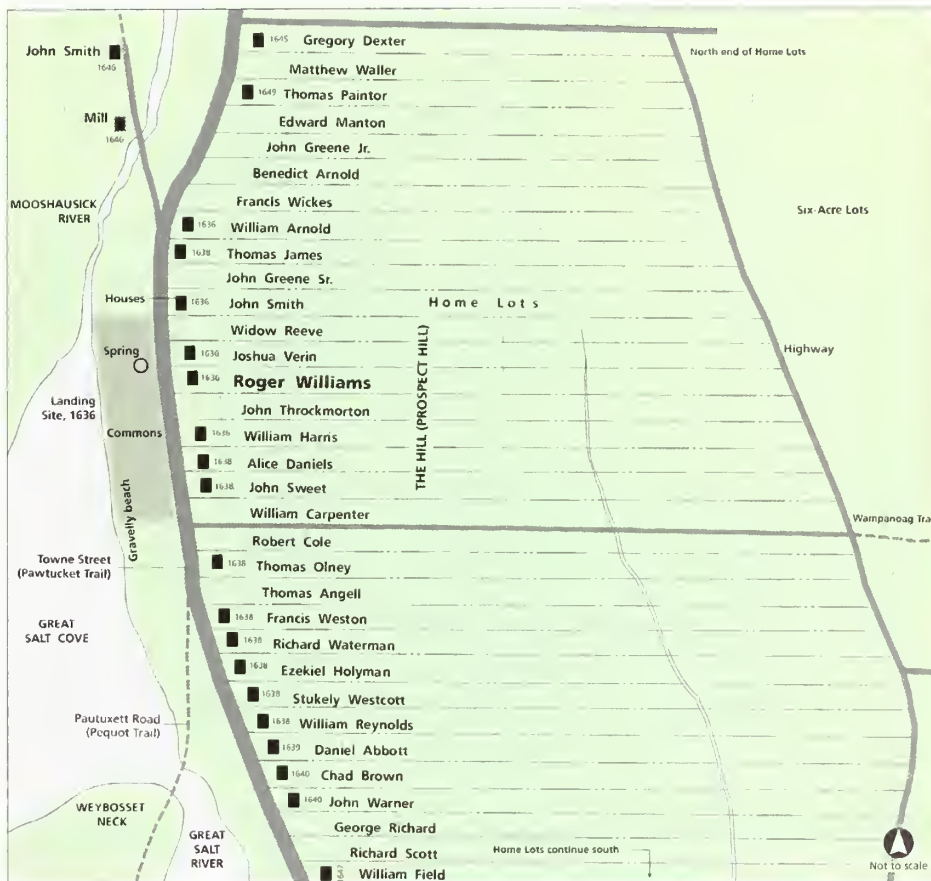 John Smith
1646
Mill
1646
MOOSHAUSICK
RIVER
Houses
Spring
Landing
Site, 1636
Commons
Gravelly beach
Towne Street
(Pawtucket Trail)
GREAT
SALT COVE
Pautuxett Road
(Pequot Trail)
WEYBOSSET
NECK
GREAT
SALT
RIVER
1645 Gregory Dexter
Matthew Waller
1649 Thomas Paintor
Edward Manton
John Greene Jr.
Benedict Arnold
Francis Wickes
1636 William Arnold
1638 Thomas James
John Greene Sr.
1636 John Smith
Widow Reeve
1636 Joshua Verin
1636 Roger Williams
John Throckmorton
1636 William Harris
1638 Alice Daniels
1638 John Sweet
William Carpenter
Robert Cole
1638 Thomas Olney
Thomas Angell
1638 Francis Weston
1638 Richard Waterman
1638 Ezekiel Holyman
1638 Stukely Westcott
1638 William Reynolds
1639 Daniel Abbott
1640 Chad Brown
1640 John Warner
George Richard
Richard Scott
1647 William Field
Home Lots
THE HILL (PROSPECT HILL)
Home Lots continue south
North end of Home Lots
Six-Acre Lots
Highway
Wampanoag Tra
Not to scale